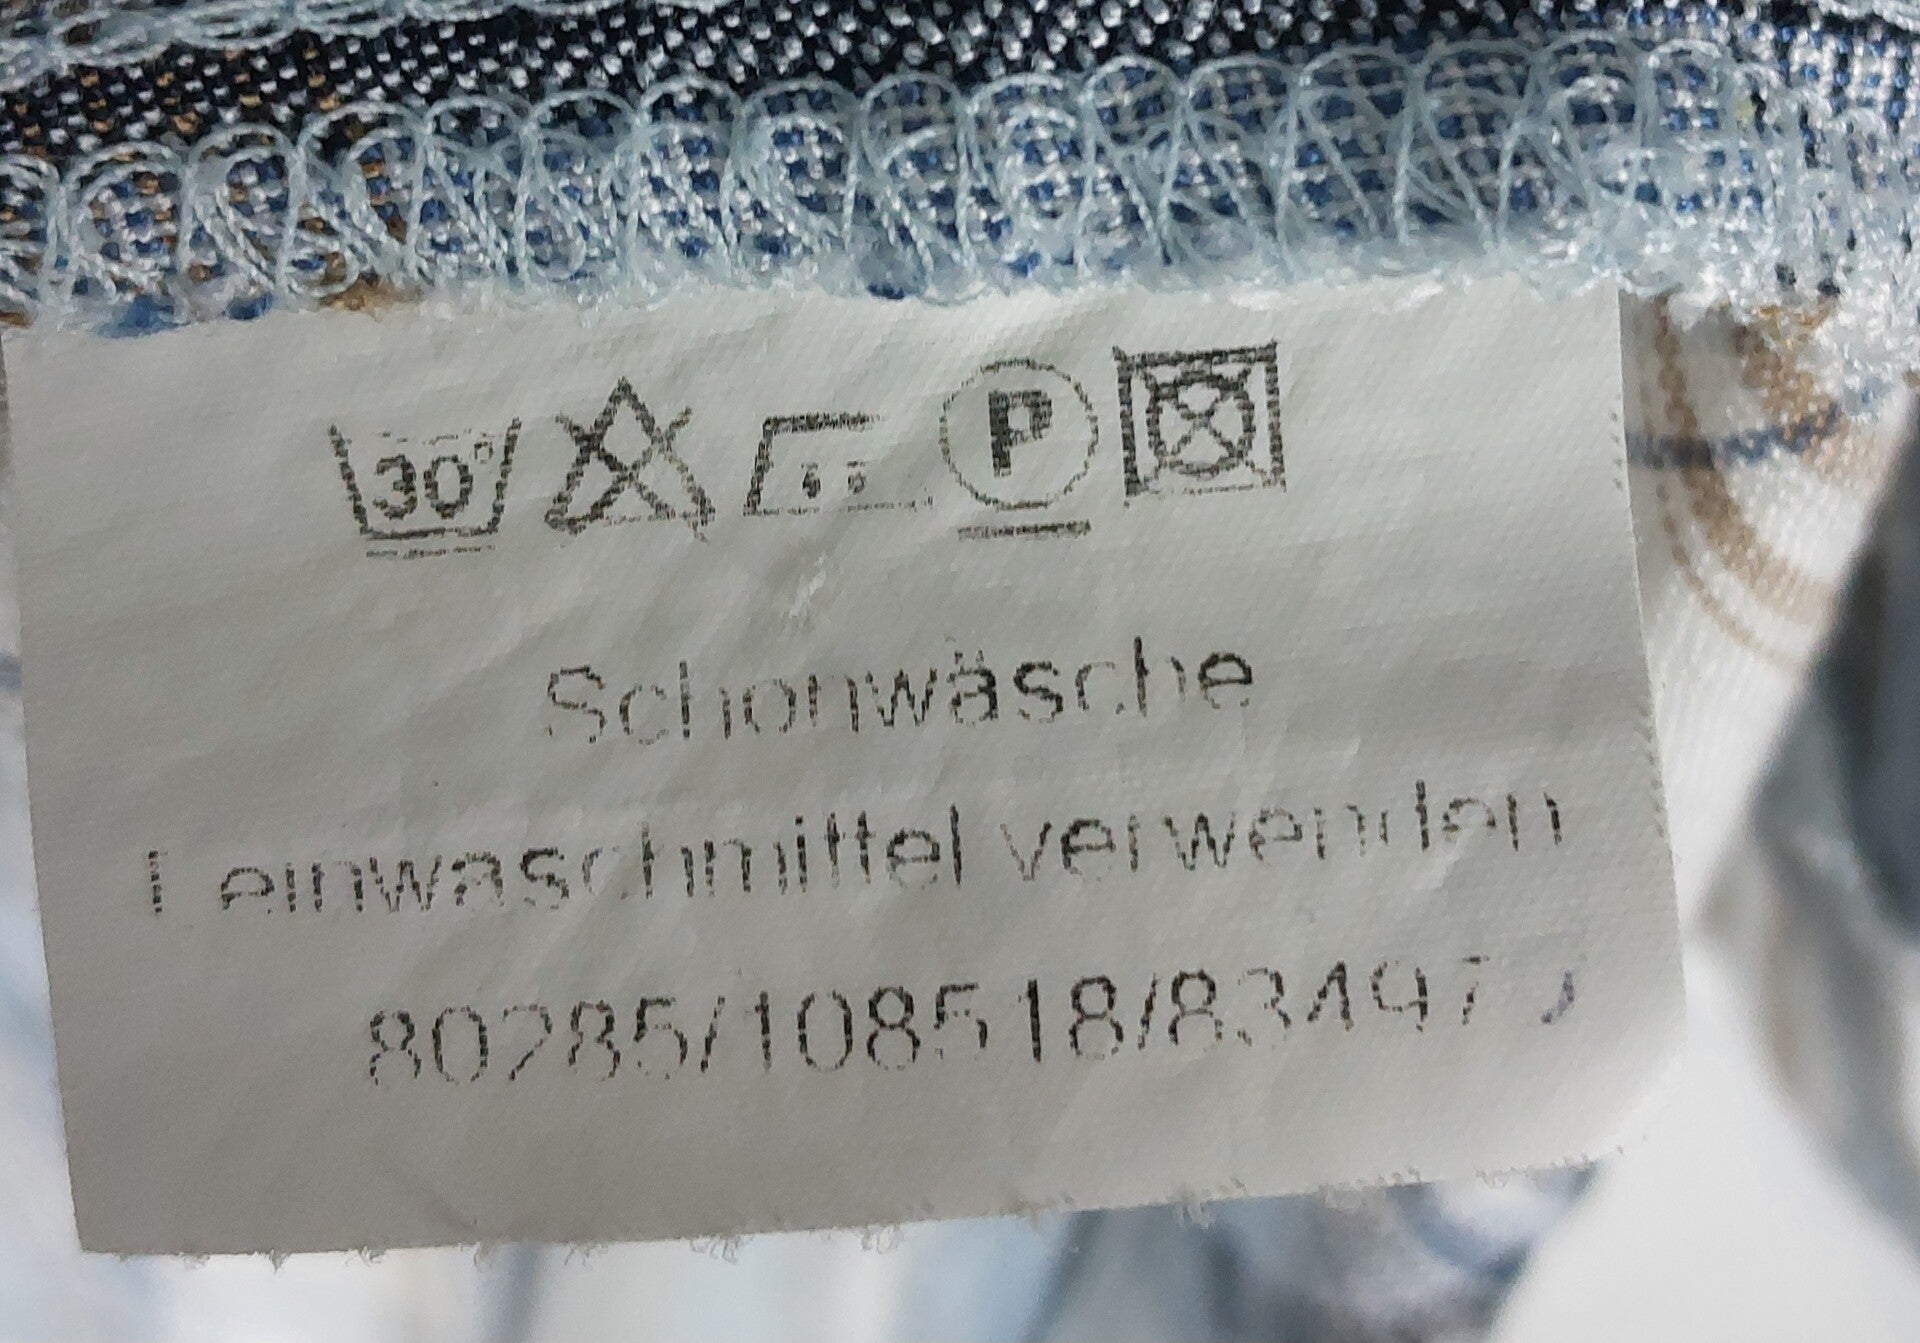 30°
P
Schonwäsche
Feinwaschmittel verwenden
80285/108518/83497